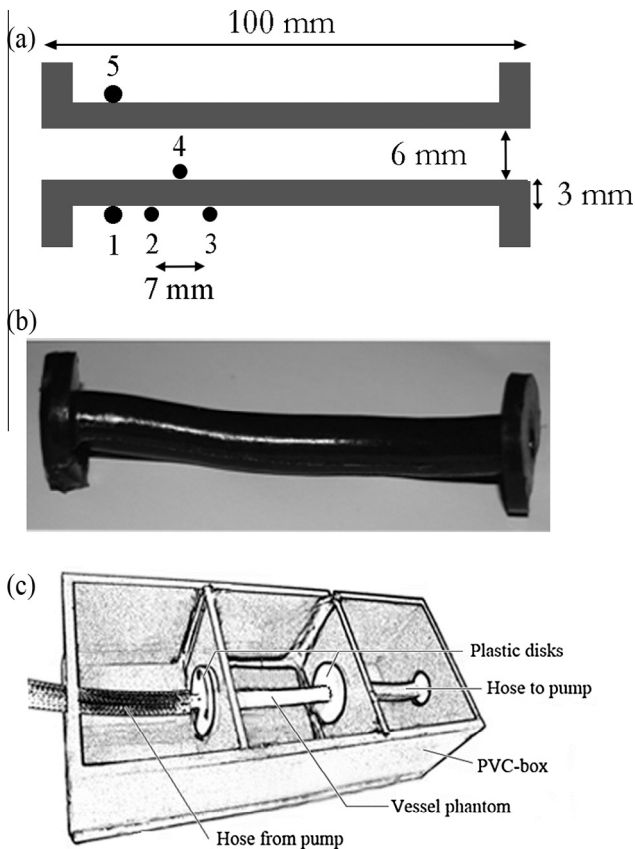 (a)
100 mm
5
4
6 mm
3 mm
1
2
3
7 mm
(b)
(c)
Plastic disks
Hose to pump
PVC-box
Vessel phantom
Hose from pump